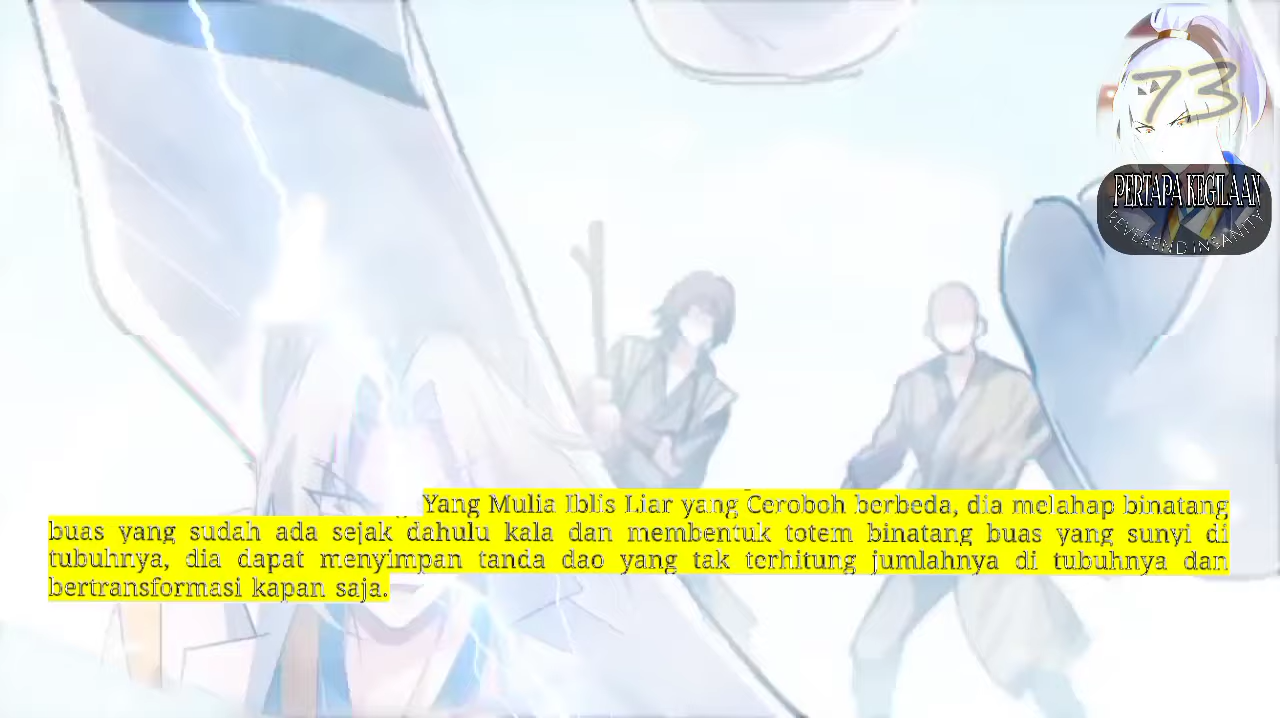 73
PERTAPA KEGILAAN
REVEREND INSANITY
Yang Mulia Iblis Liar yang Ceroboh berbeda, dia melahap binatang
buas yang sudah ada sejak dahulu kala dan membentuk totem binatang buas yang sunyi di
tubuhnya, dia dapat menyimpan tanda dao yang tak terhitung jumlahnya di tubuhnya dan
bertransformasi kapan saja.